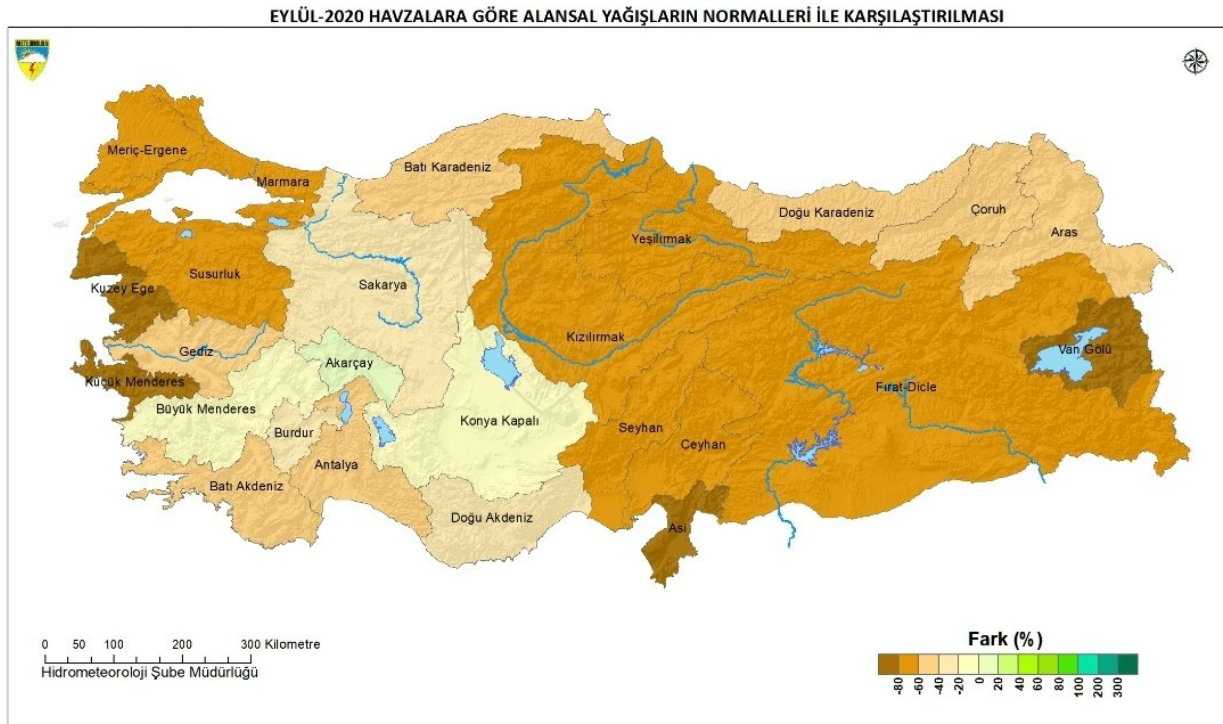 EYLÜL-2020 HAVZALARA GÖRE ALANSAL YAĞIŞLARIN NORMALLERİ İLE KARŞILAŞTIRILMASI
METEOROLOJİ
Meriç-Ergene
Marmara
Batı Karadeniz
Doğu Karadeniz
Çoruh
Aras
Yeşilırmak
Susurluk
Kuzey Ege
Sakarya
Kızılırmak
Van Gölü
Gediz
Akarçay
Küçük Menderes
Büyük Menderes
Fırat-Dicle
Konya Kapalı
Burdur
Seyhan
Ceyhan
Antalya
Batı Akdeniz
Doğu Akdeniz
Asi
0 50 100 200 300 Kilometre
Hidrometeoroloji Şube Müdürlüğü
Fark (%)
-80 -60 -40 -20 0 20 40 60 80 100 200 300